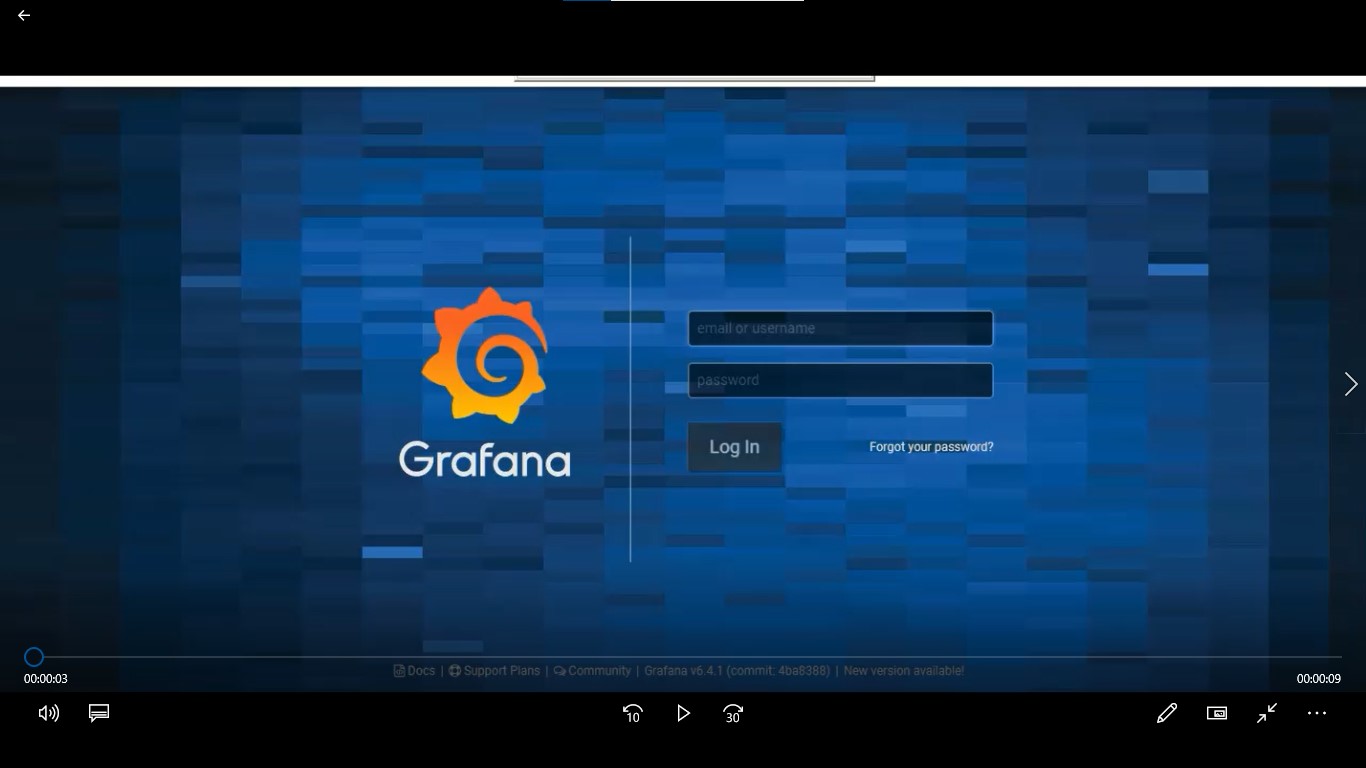 email or username
password
Log In
Forgot your password?
Grafana
Docs | Support Plans | Community | Grafana v6.4.1 (commit: 4ba8388) | New version available!
00:00:03
00:00:09
10
30